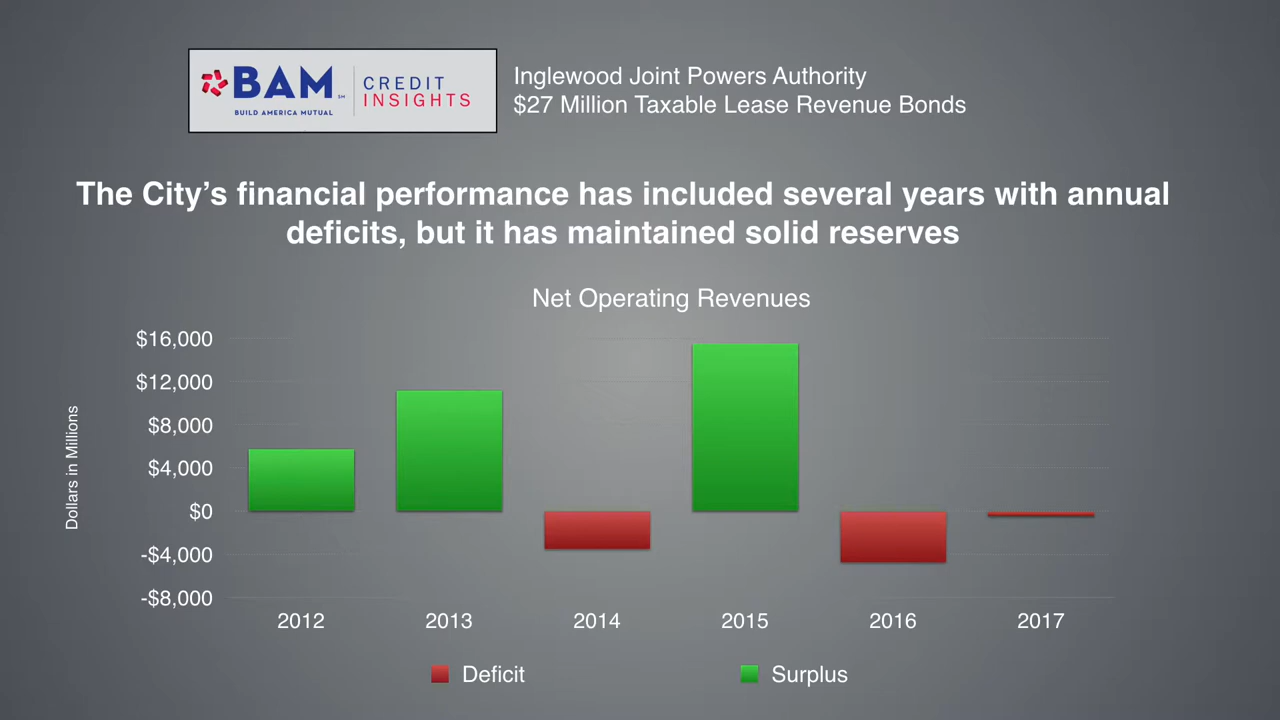 BAM SM
BUILD AMERICA MUTUAL
CREDIT
INSIGHTS
Inglewood Joint Powers Authority
$27 Million Taxable Lease Revenue Bonds
The City’s financial performance has included several years with annual
deficits, but it has maintained solid reserves
Net Operating Revenues
Dollars in Millions
$16,000
$12,000
$8,000
$4,000
$0
-$4,000
-$8,000
2012 2013 2014 2015 2016 2017
Deficit Surplus